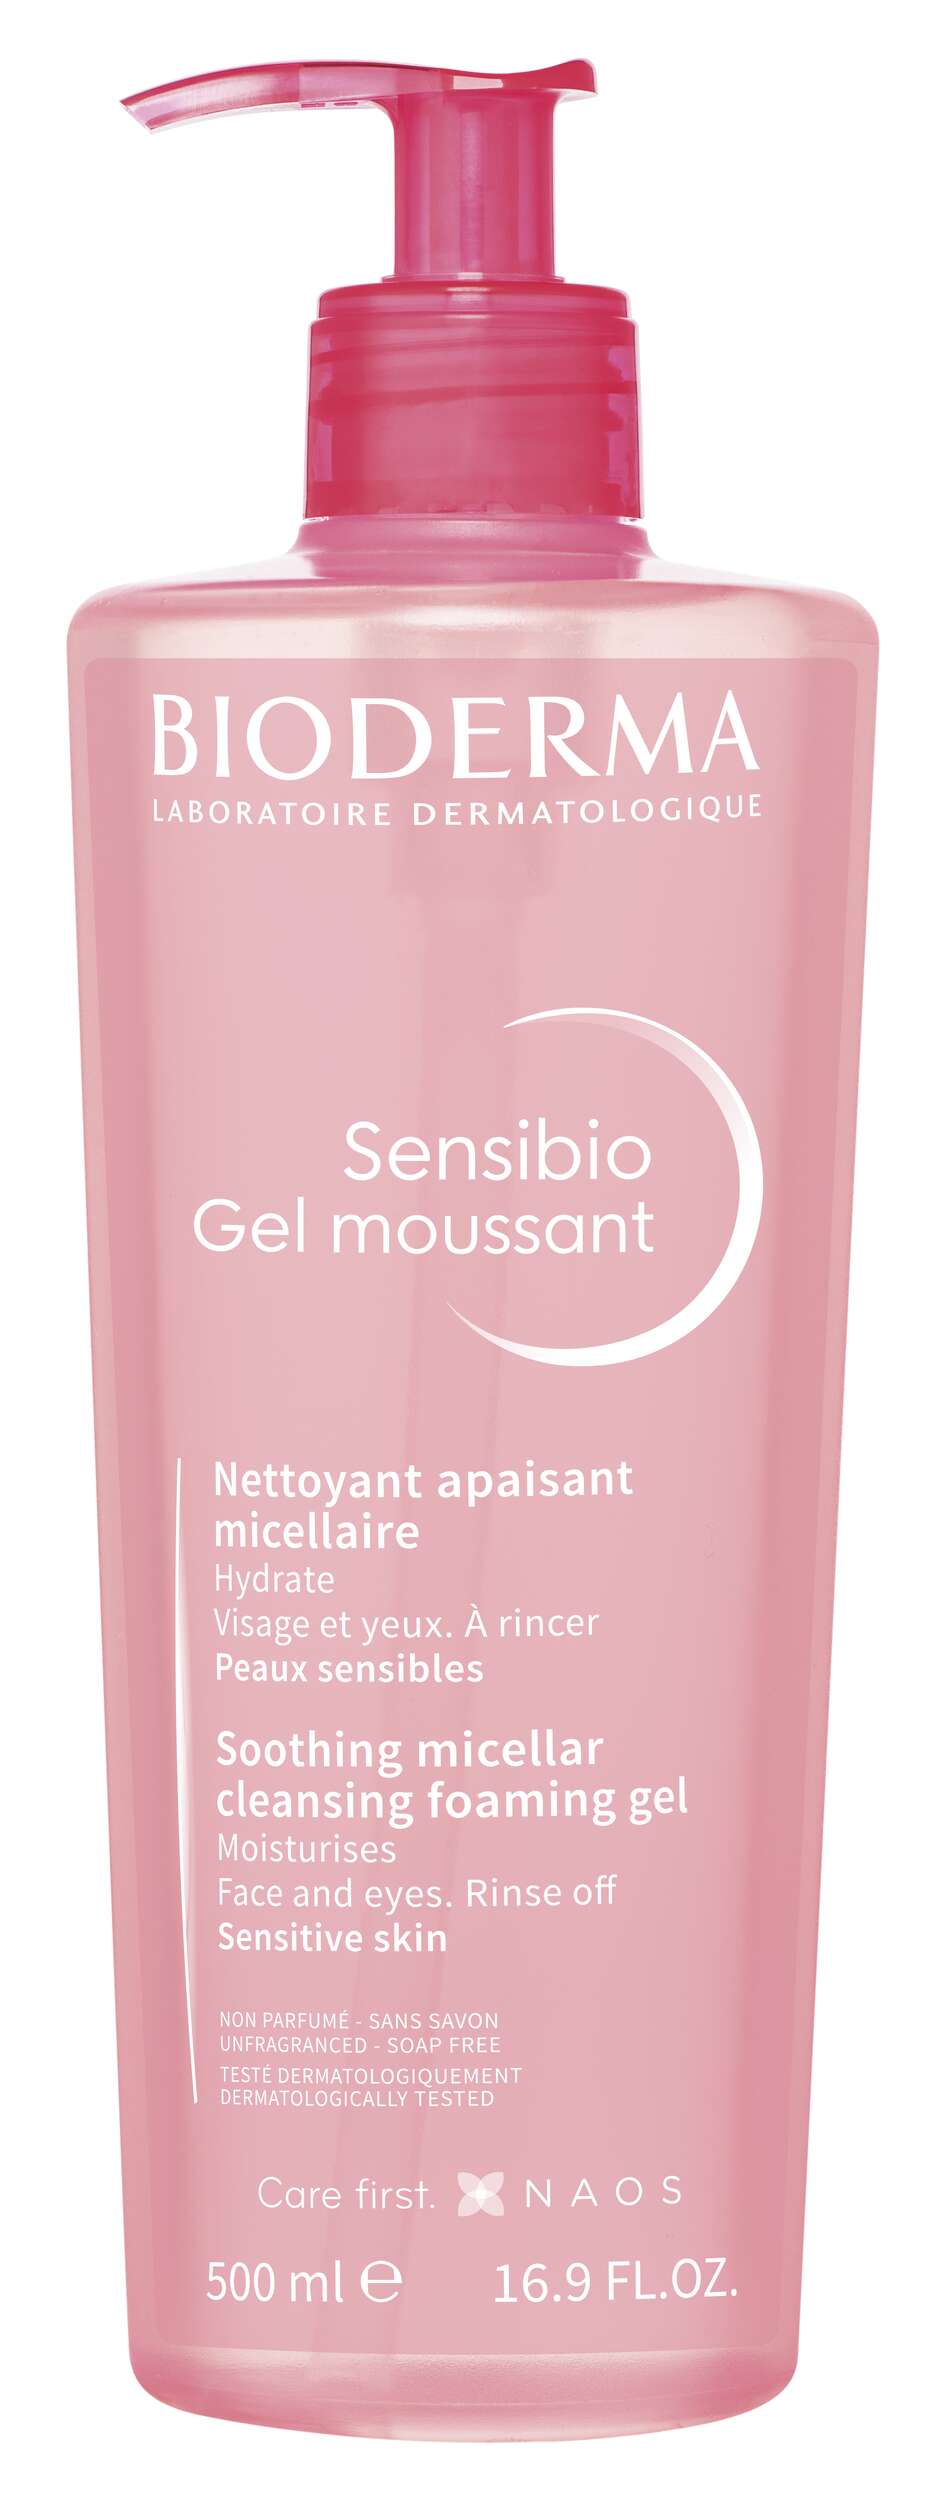 BIODERMA
LABORATOIRE DERMATOLOGIQUE
Sensibio
Gel moussant
Nettoyant apaisant
micellaire
Hydrate
Visage et yeux. À rincer
Peaux sensibles
Soothing micellar
cleansing foaming gel
Moisturises
Face and eyes. Rinse off
Sensitive skin
NON PARFUMÉ - SANS SAVON
UNFRAGRANCED - SOAP FREE
TESTÉ DERMATOLOGIQUEMENT
DERMATOLOGICALLY TESTED
Care first. NAOS
500 ml ℮ 16.9 FL.OZ.